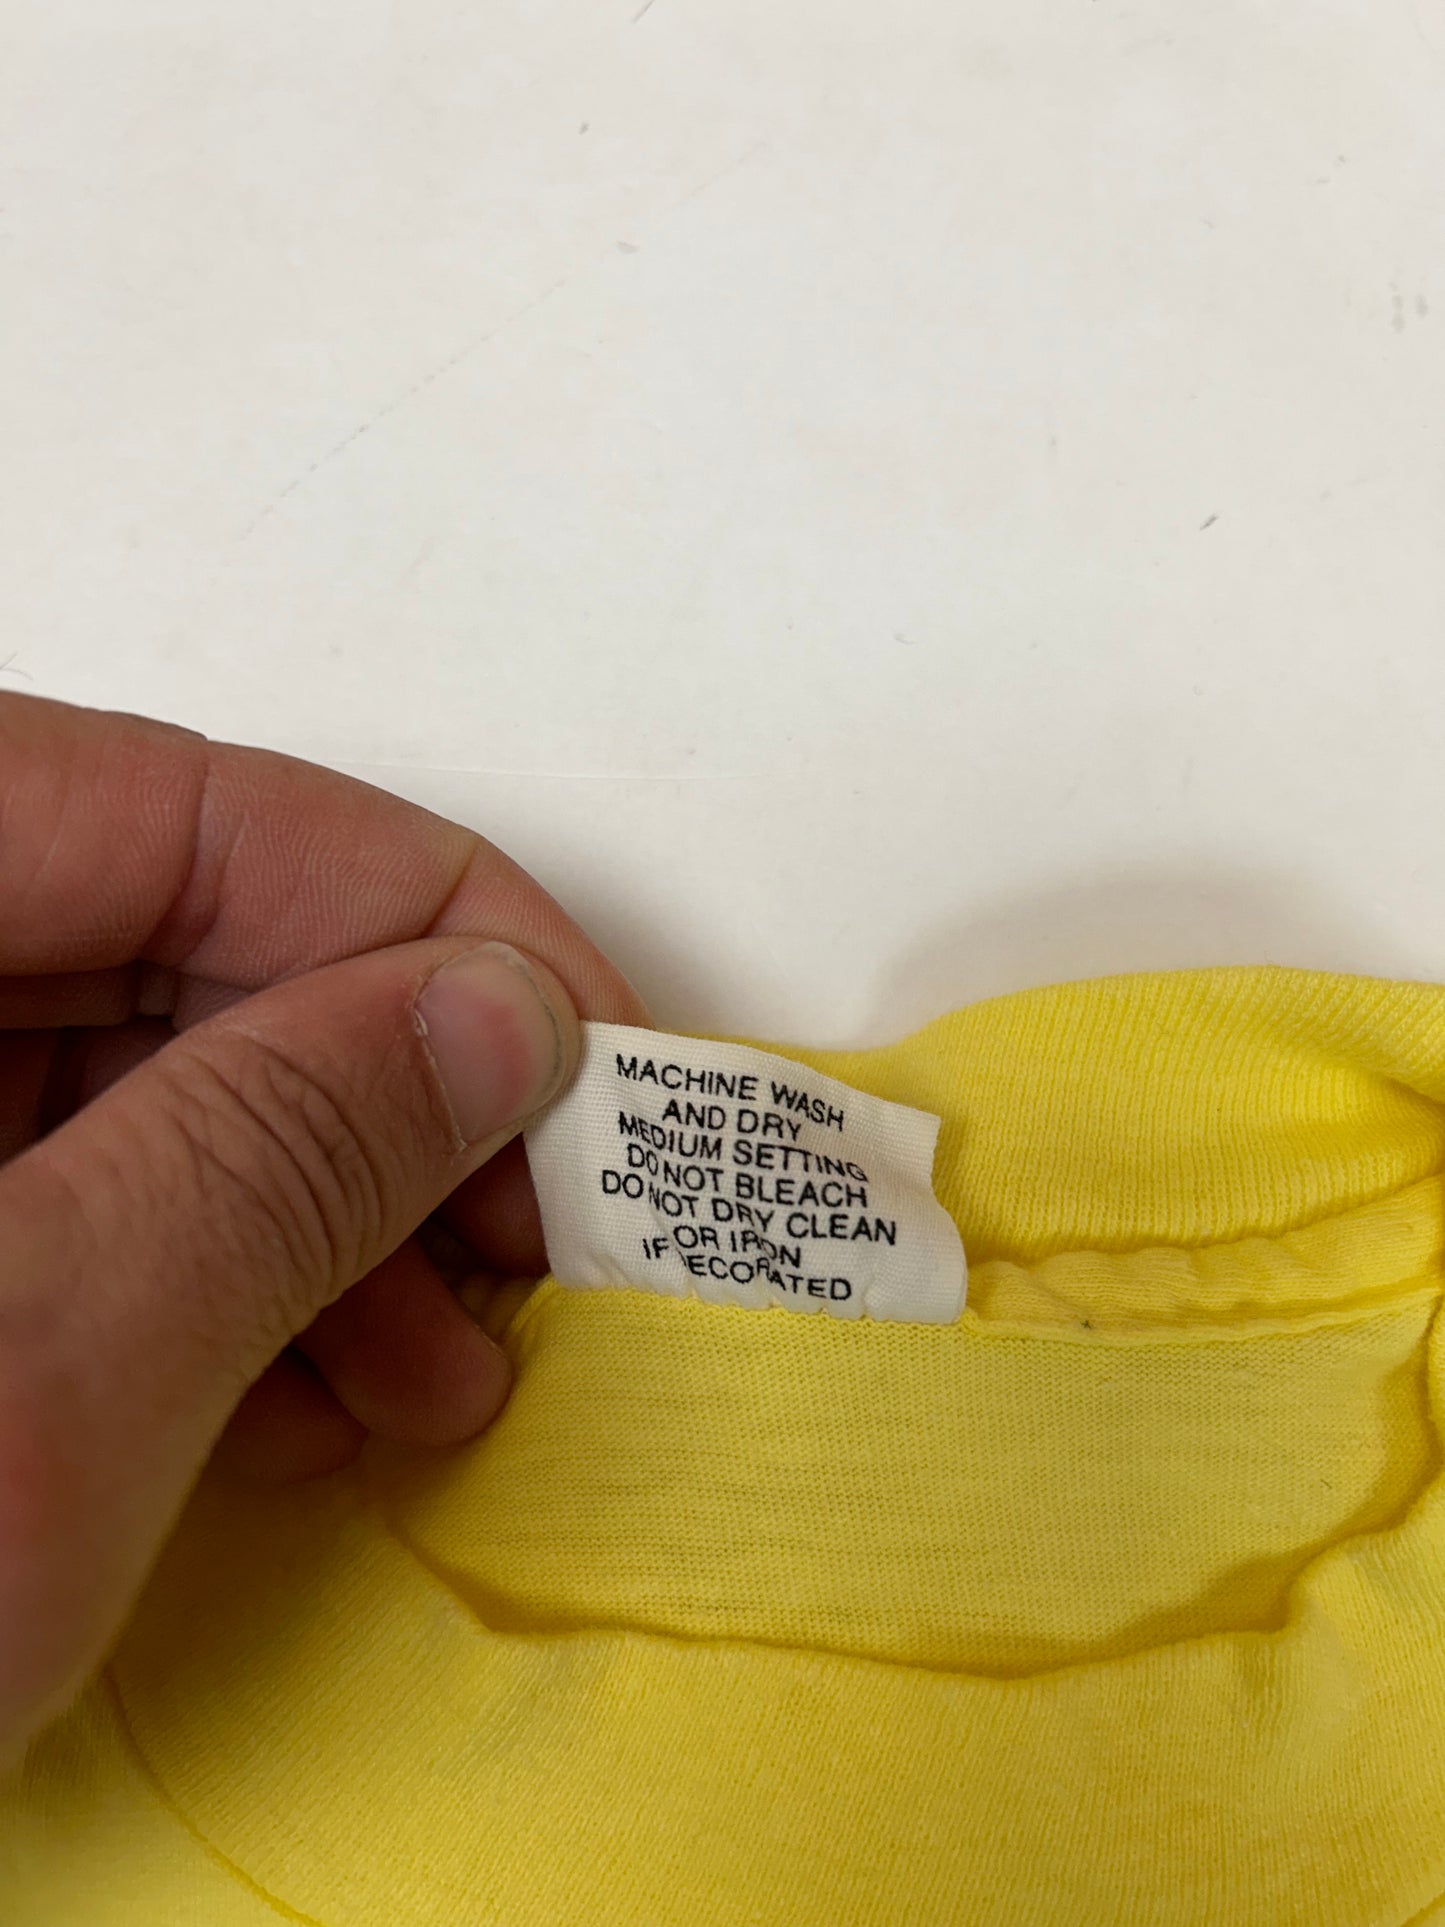 MACHINE WASH
AND DRY
MEDIUM SETTING
DO NOT BLEACH
DO NOT DRY CLEAN
OR IRON
IF DECORATED